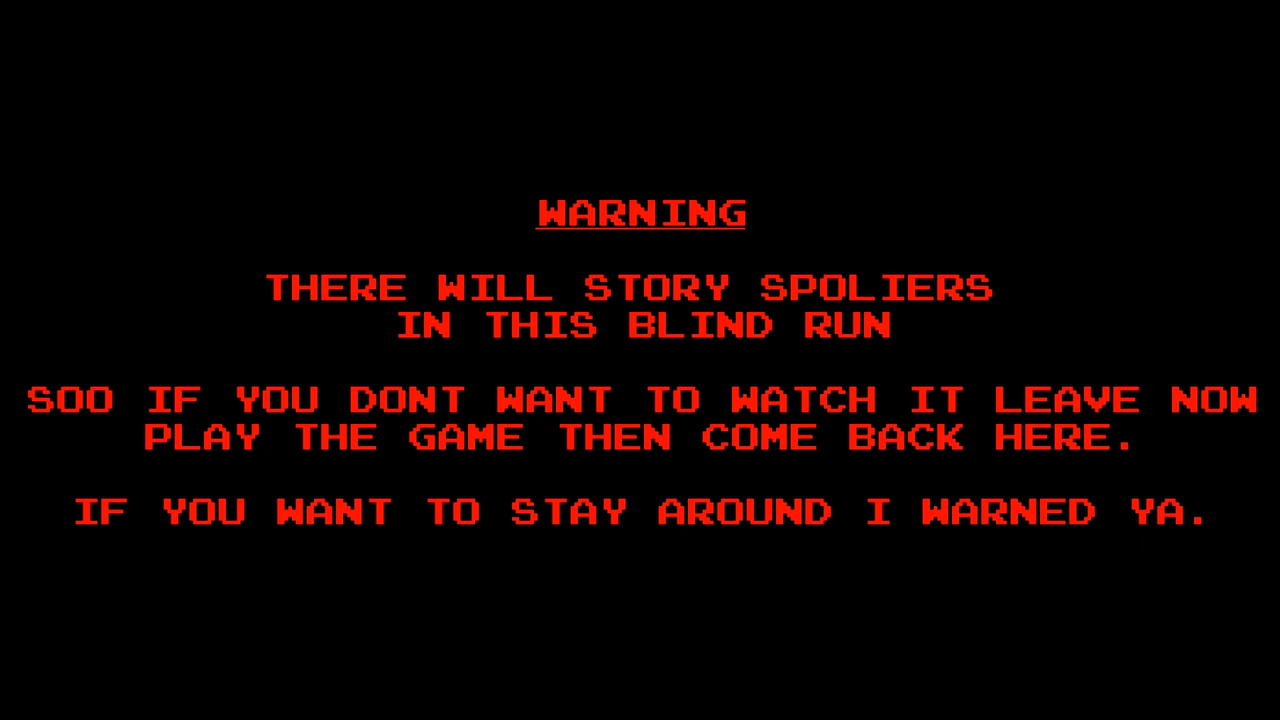 WARNING
THERE WILL STORY SPOLIERS
IN THIS BLIND RUN
SOO IF YOU DONT WANT TO WATCH IT LEAVE NOW
PLAY THE GAME THEN COME BACK HERE.
IF YOU WANT TO STAY AROUND I WARNED YA.